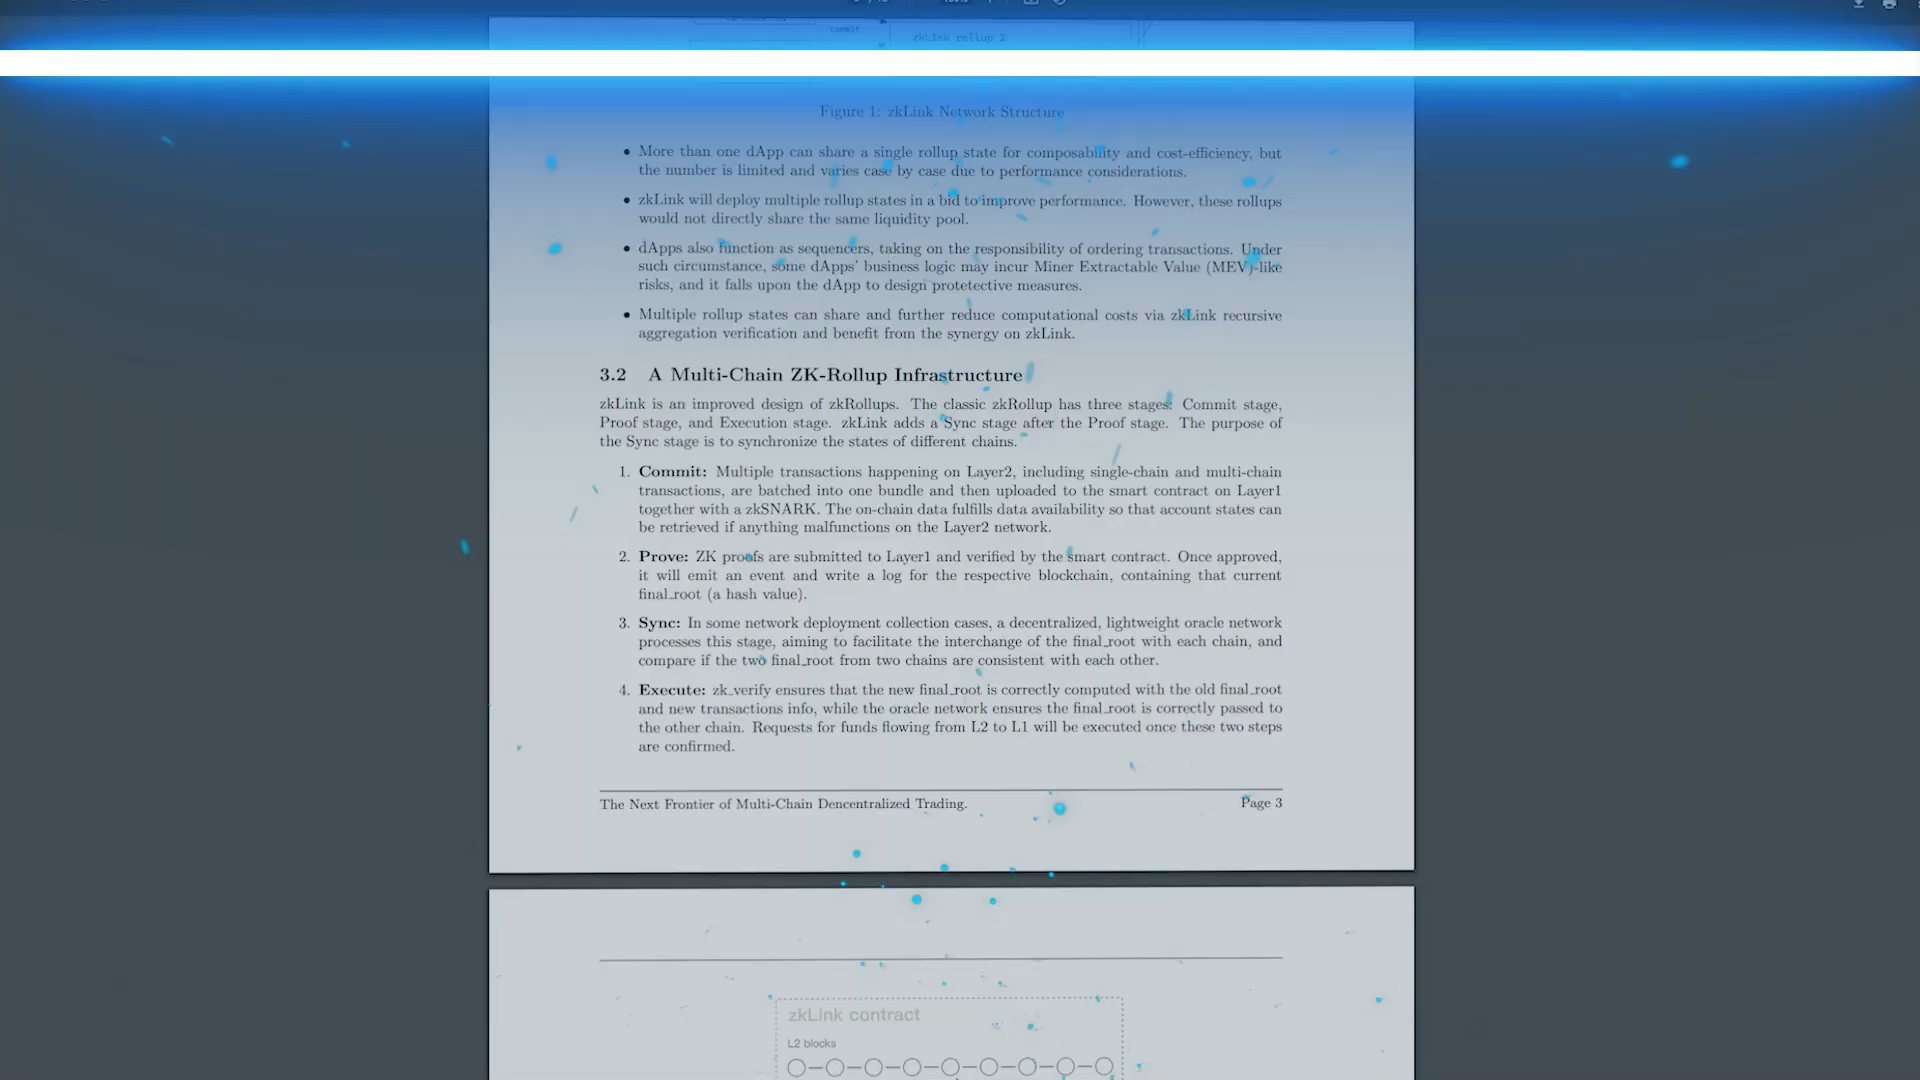 commit
zkLink rollup 2
Figure 1: zkLink Network Structure
• More than one dApp can share a single rollup state for composability and cost-efficiency, but
the number is limited and varies case by case due to performance considerations.
• zkLink will deploy multiple rollup states in a bid to improve performance. However, these rollups
would not directly share the same liquidity pool.
• dApps also function as sequencers, taking on the responsibility of ordering transactions. Under
such circumstance, some dApps' business logic may incur Miner Extractable Value (MEV)-like
risks, and it falls upon the dApp to design protetective measures.
• Multiple rollup states can share and further reduce computational costs via zkLink recursive
aggregation verification and benefit from the synergy on zkLink.
3.2 A Multi-Chain ZK-Rollup Infrastructure
zkLink is an improved design of zkRollups. The classic zkRollup has three stages: Commit stage,
Proof stage, and Execution stage. zkLink adds a Sync stage after the Proof stage. The purpose of
the Sync stage is to synchronize the states of different chains.
1. Commit: Multiple transactions happening on Layer2, including single-chain and multi-chain
transactions, are batched into one bundle and then uploaded to the smart contract on Layer1
together with a zkSNARK. The on-chain data fulfills data availability so that account states can
be retrieved if anything malfunctions on the Layer2 network.
2. Prove: ZK proofs are submitted to Layer1 and verified by the smart contract. Once approved,
it will emit an event and write a log for the respective blockchain, containing that current
final_root (a hash value).
3. Sync: In some network deployment collection cases, a decentralized, lightweight oracle network
processes this stage, aiming to facilitate the interchange of the final_root with each chain, and
compare if the two final_root from two chains are consistent with each other.
4. Execute: zk_verify ensures that the new final_root is correctly computed with the old final_root
and new transactions info, while the oracle network ensures the final_root is correctly passed to
the other chain. Requests for funds flowing from L2 to L1 will be executed once these two steps
are confirmed.
The Next Frontier of Multi-Chain Dencentralized Trading. Page 3
zkLink contract
L2 blocks